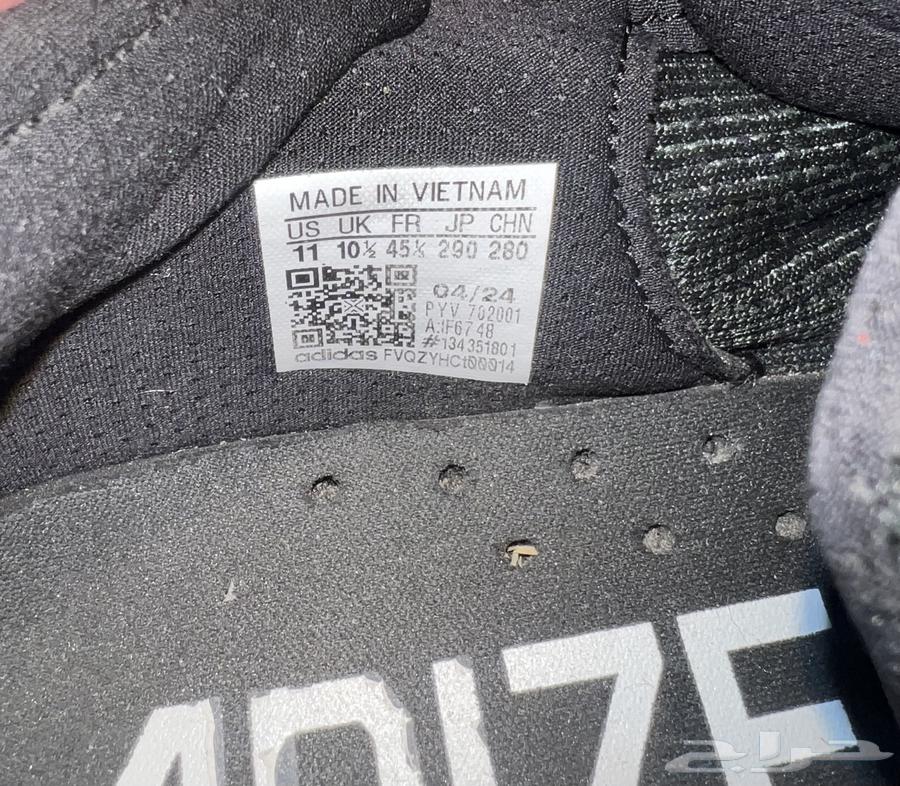 MADE IN VIETNAM
US UK FR JP CHN
11 10½ 45⅓ 290 280
04/24
PYV 702001
A:IF6748
#134351801
adidas FVQZYHCt00014
ADIZE
حراج